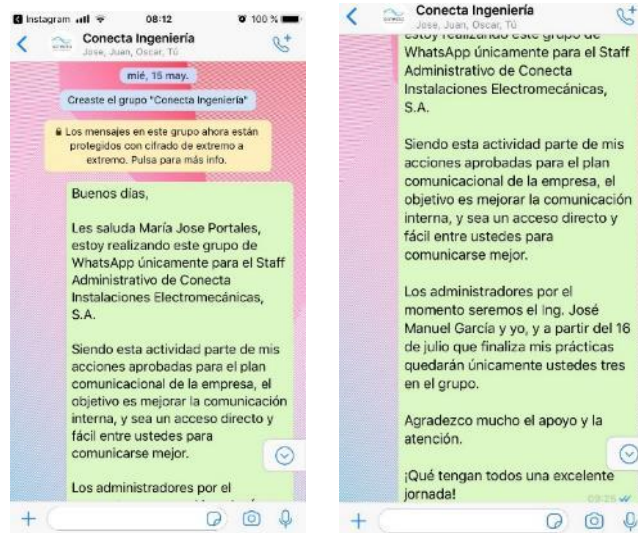 Instagram 08:12 100 %
Conecta Ingeniería
Jose, Juan, Oscar, Tú
mié, 15 may.
Creaste el grupo "Conecta Ingeniería"
Los mensajes en este grupo ahora están
protegidos con cifrado de extremo a
extremo. Pulsa para más info.
Buenos días,
Les saluda María Jose Portales,
estoy realizando este grupo de
WhatsApp únicamente para el Staff
Administrativo de Conecta
Instalaciones Electromecánicas,
S.A.
Siendo esta actividad parte de mis
acciones aprobadas para el plan
comunicacional de la empresa, el
objetivo es mejorar la comunicación
interna, y sea un acceso directo y
fácil entre ustedes para
comunicarse mejor.
Los administradores por el
Conecta Ingeniería
Jose, Juan, Oscar, Tú
estoy realizando este grupo de
WhatsApp únicamente para el Staff
Administrativo de Conecta
Instalaciones Electromecánicas,
S.A.
Siendo esta actividad parte de mis
acciones aprobadas para el plan
comunicacional de la empresa, el
objetivo es mejorar la comunicación
interna, y sea un acceso directo y
fácil entre ustedes para
comunicarse mejor.
Los administradores por el
momento seremos el Ing. José
Manuel García y yo, y a partir del 16
de julio que finaliza mis prácticas
quedarán únicamente ustedes tres
en el grupo.
Agradezco mucho el apoyo y la
atención.
¡Qué tengan todos una excelente
jornada!
09:25